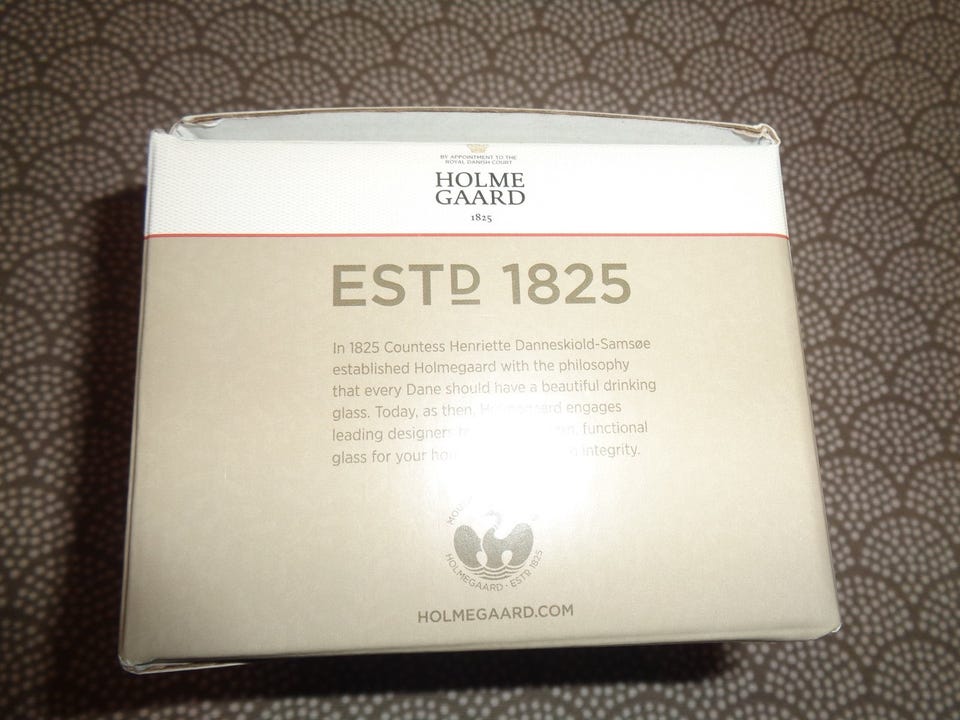 BY APPOINTMENT TO THE
ROYAL DANISH COURT
HOLME
GAARD
1825
ESTD 1825
In 1825 Countess Henriette Danneskiold-Samsøe
established Holmegaard with the philosophy
that every Dane should have a beautiful drinking
glass. Today, as then, Holmegaard engages
leading designers functional
glass for your integrity.
HOLMEGAARD · ESTD 1825
HOLMEGAARD.COM